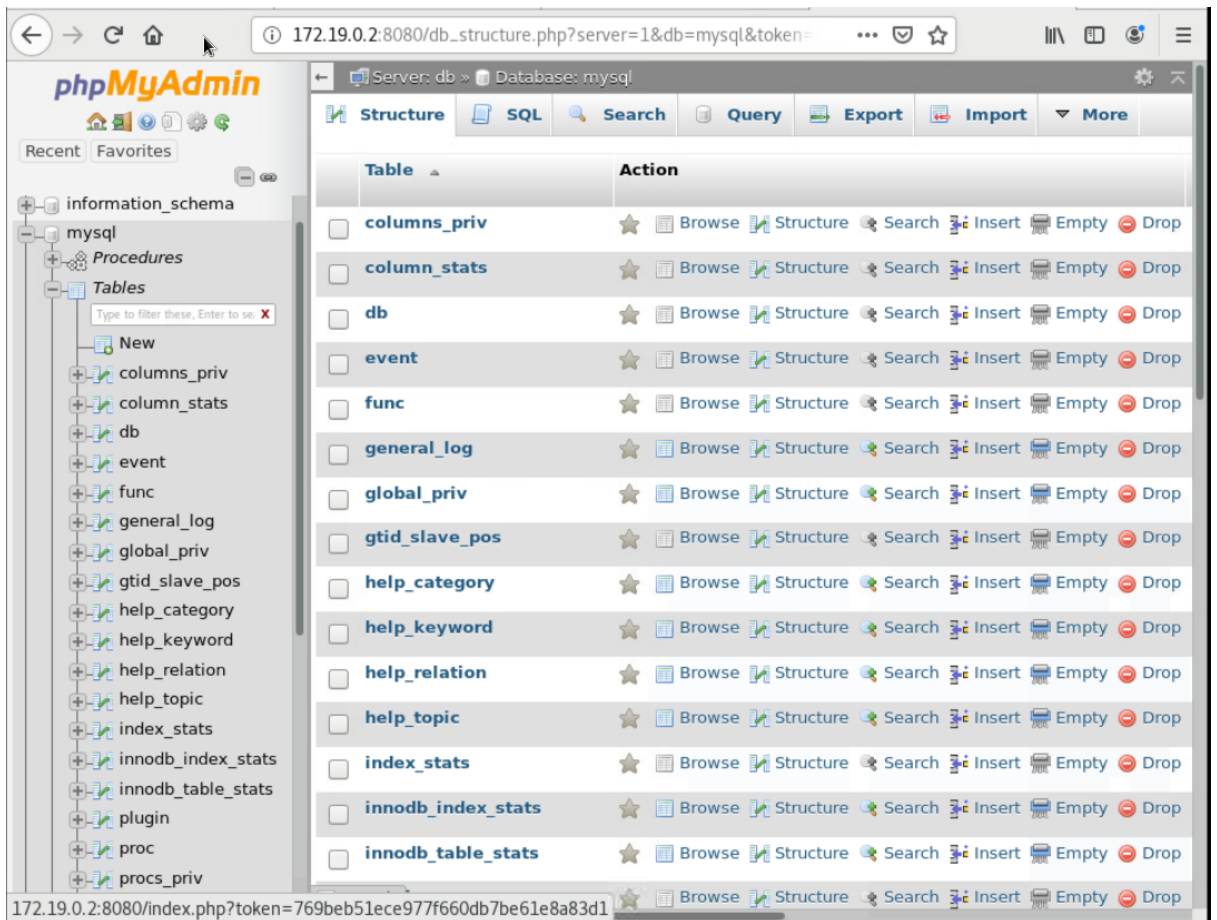 172.19.0.2:8080/db_structure.php?server=1&db=mysql&token=
phpMyAdmin
Recent Favorites
information_schema
mysql
Procedures
Tables
Type to filter these, Enter to se. X
New
columns_priv
column_stats
db
event
func
general_log
global_priv
gtid_slave_pos
help_category
help_keyword
help_relation
help_topic
index_stats
innodb_index_stats
innodb_table_stats
plugin
proc
procs_priv
Server: db » Database: mysql
Structure SQL Search Query Export Import More
Table Action
columns_priv Browse Structure Search Insert Empty Drop
column_stats Browse Structure Search Insert Empty Drop
db Browse Structure Search Insert Empty Drop
event Browse Structure Search Insert Empty Drop
func Browse Structure Search Insert Empty Drop
general_log Browse Structure Search Insert Empty Drop
global_priv Browse Structure Search Insert Empty Drop
gtid_slave_pos Browse Structure Search Insert Empty Drop
help_category Browse Structure Search Insert Empty Drop
help_keyword Browse Structure Search Insert Empty Drop
help_relation Browse Structure Search Insert Empty Drop
help_topic Browse Structure Search Insert Empty Drop
index_stats Browse Structure Search Insert Empty Drop
innodb_index_stats Browse Structure Search Insert Empty Drop
innodb_table_stats Browse Structure Search Insert Empty Drop
Browse Structure Search Insert Empty Drop
172.19.0.2:8080/index.php?token=769beb51ece977f660db7be61e8a83d1